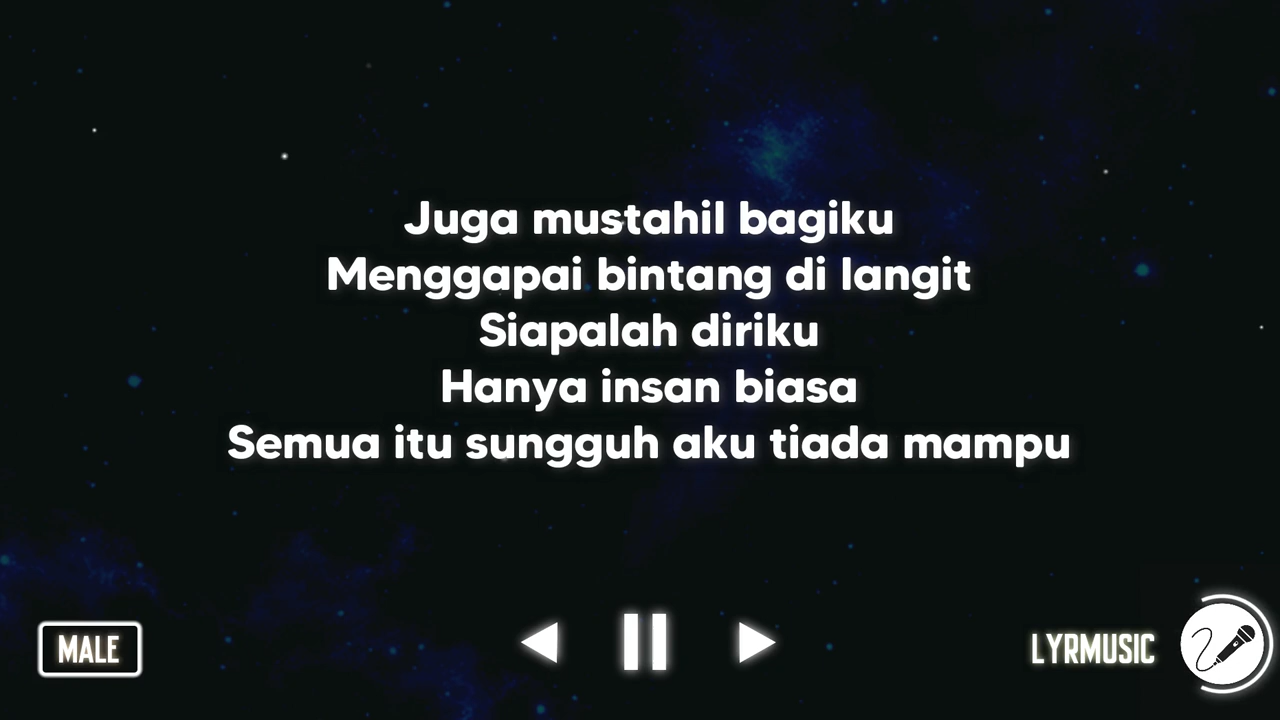 Juga mustahil bagiku
Menggapai bintang di langit
Siapalah diriku
Hanya insan biasa
Semua itu sungguh aku tiada mampu
MALE
LYRMUSIC